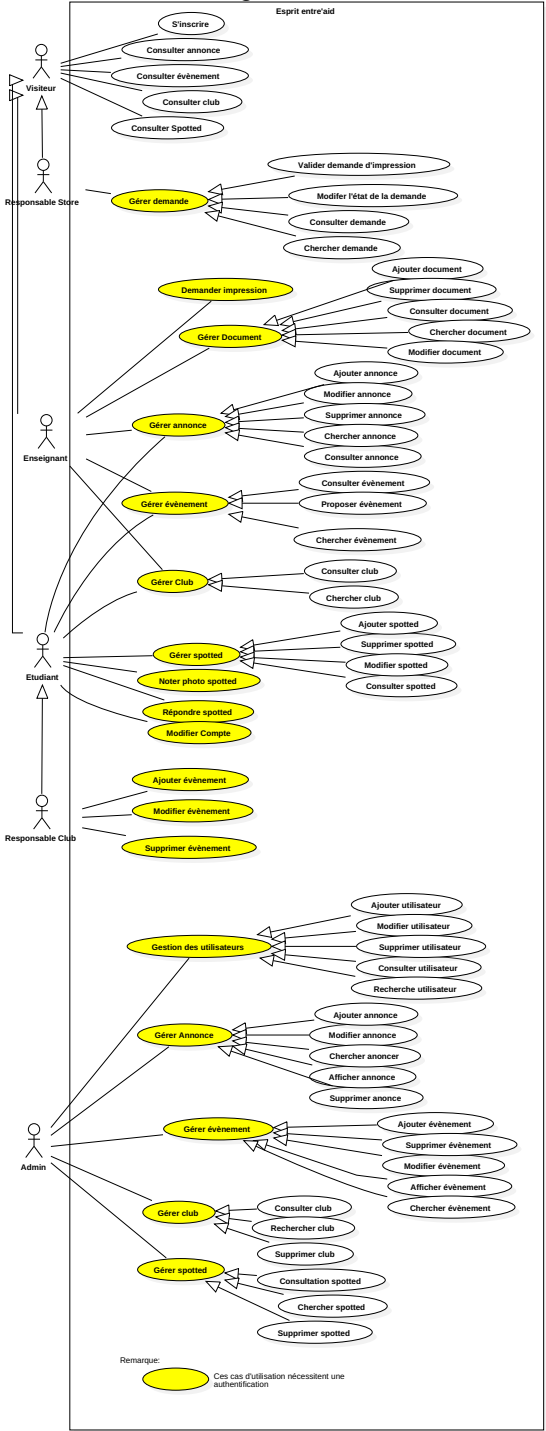 Esprit entre'aid
S'inscrire
Consulter annonce
Consulter évènement
Visiteur
Consulter club
Consulter Spotted
Valider demande d'impression
Responsable Store
Gérer demande
Modifer l'état de la demande
Consulter demande
Chercher demande
Ajouter document
Demander impression
Supprimer document
Consulter document
Gérer Document
Chercher document
Modifier document
Ajouter annonce
Modifier annonce
Supprimer annonce
Gérer annonce
Chercher annonce
Enseignant
Consulter annonce
Consulter évènement
Gérer évènement
Proposer évènement
Chercher évènement
Consulter club
Gérer Club
Chercher club
Ajouter spotted
Supprimer spotted
Gérer spotted
Modifier spotted
Etudiant
Noter photo spotted
Consulter spotted
Répondre spotted
Modifier Compte
Ajouter évènement
Modifier évènement
Responsable Club
Supprimer évènement
Ajouter utilisateur
Modifier utilisateur
Gestion des utilisateurs
Supprimer utilisateur
Consulter utilisateur
Recherche utilisateur
Ajouter annonce
Gérer Annonce
Modifier annonce
Chercher anoncer
Afficher annonce
Supprimer anonce
Ajouter évènement
Gérer évènement
Supprimer évènement
Admin
Modifier évènement
Afficher évènement
Chercher évènement
Consulter club
Gérer club
Rechercher club
Supprimer club
Gérer spotted
Consultation spotted
Chercher spotted
Supprimer spotted
Remarque:
Ces cas d'utilisation nécessitent une
authentification